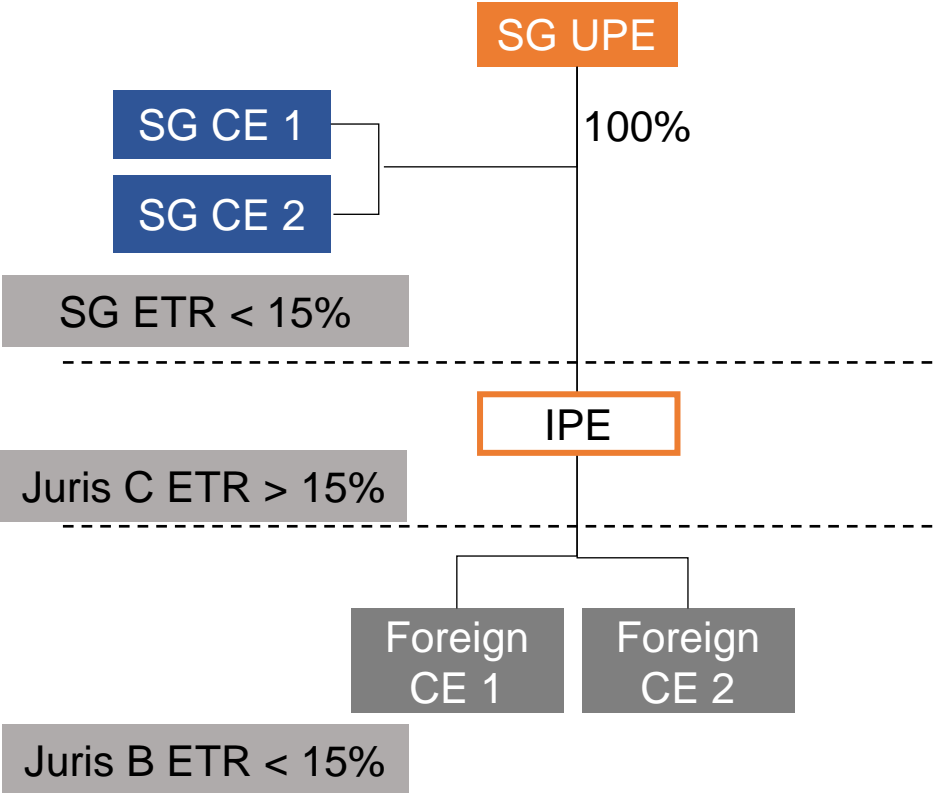 SG UPE
SG CE 1
100%
SG CE 2
SG ETR < 15%
IPE
Juris C ETR > 15%
Foreign
CE 1
Foreign
CE 2
Juris B ETR < 15%